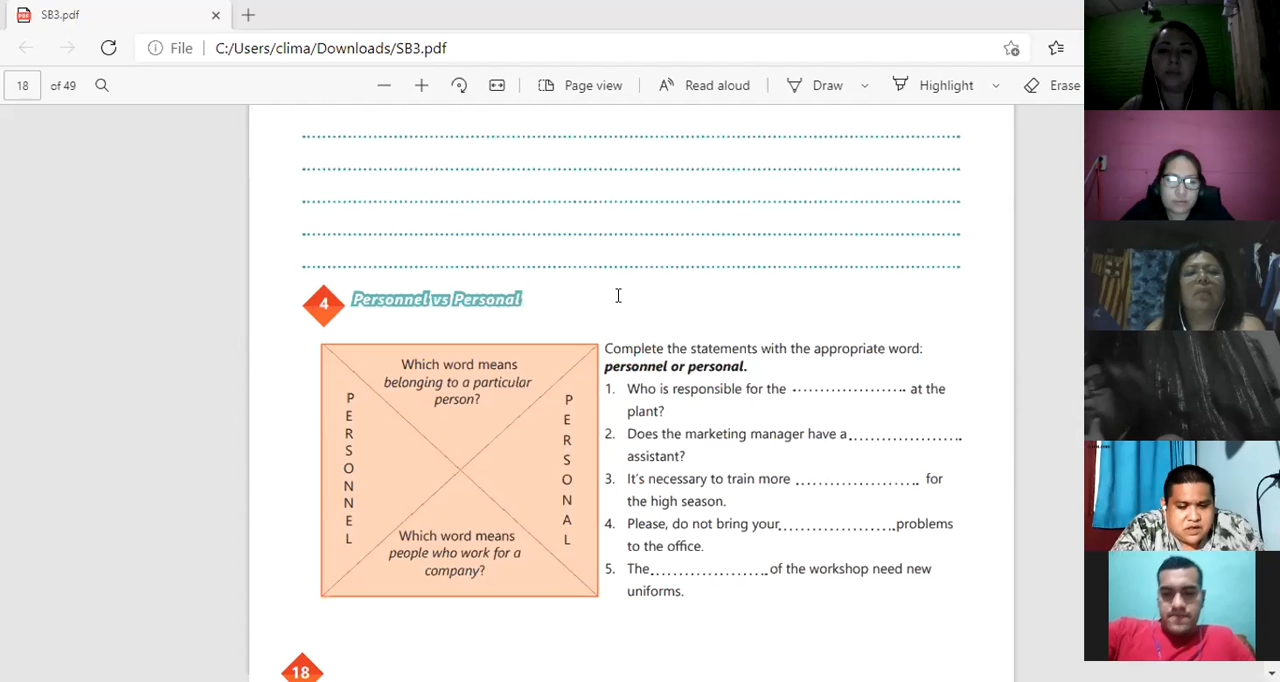 SB3.pdf
File C:/Users/clima/Downloads/SB3.pdf
18 of 49 Page view Read aloud Draw Highlight Erase
4 Personnel vs Personal
Which word means
belonging to a particular
person?
PERSONNEL
PERSONAL
Which word means
people who work for a
company?
Complete the statements with the appropriate word:
personnel or personal.
1. Who is responsible for the .................... at the
plant?
2. Does the marketing manager have a....................
assistant?
3. It's necessary to train more .................... for
the high season.
4. Please, do not bring your....................problems
to the office.
5. The....................of the workshop need new
uniforms.
18